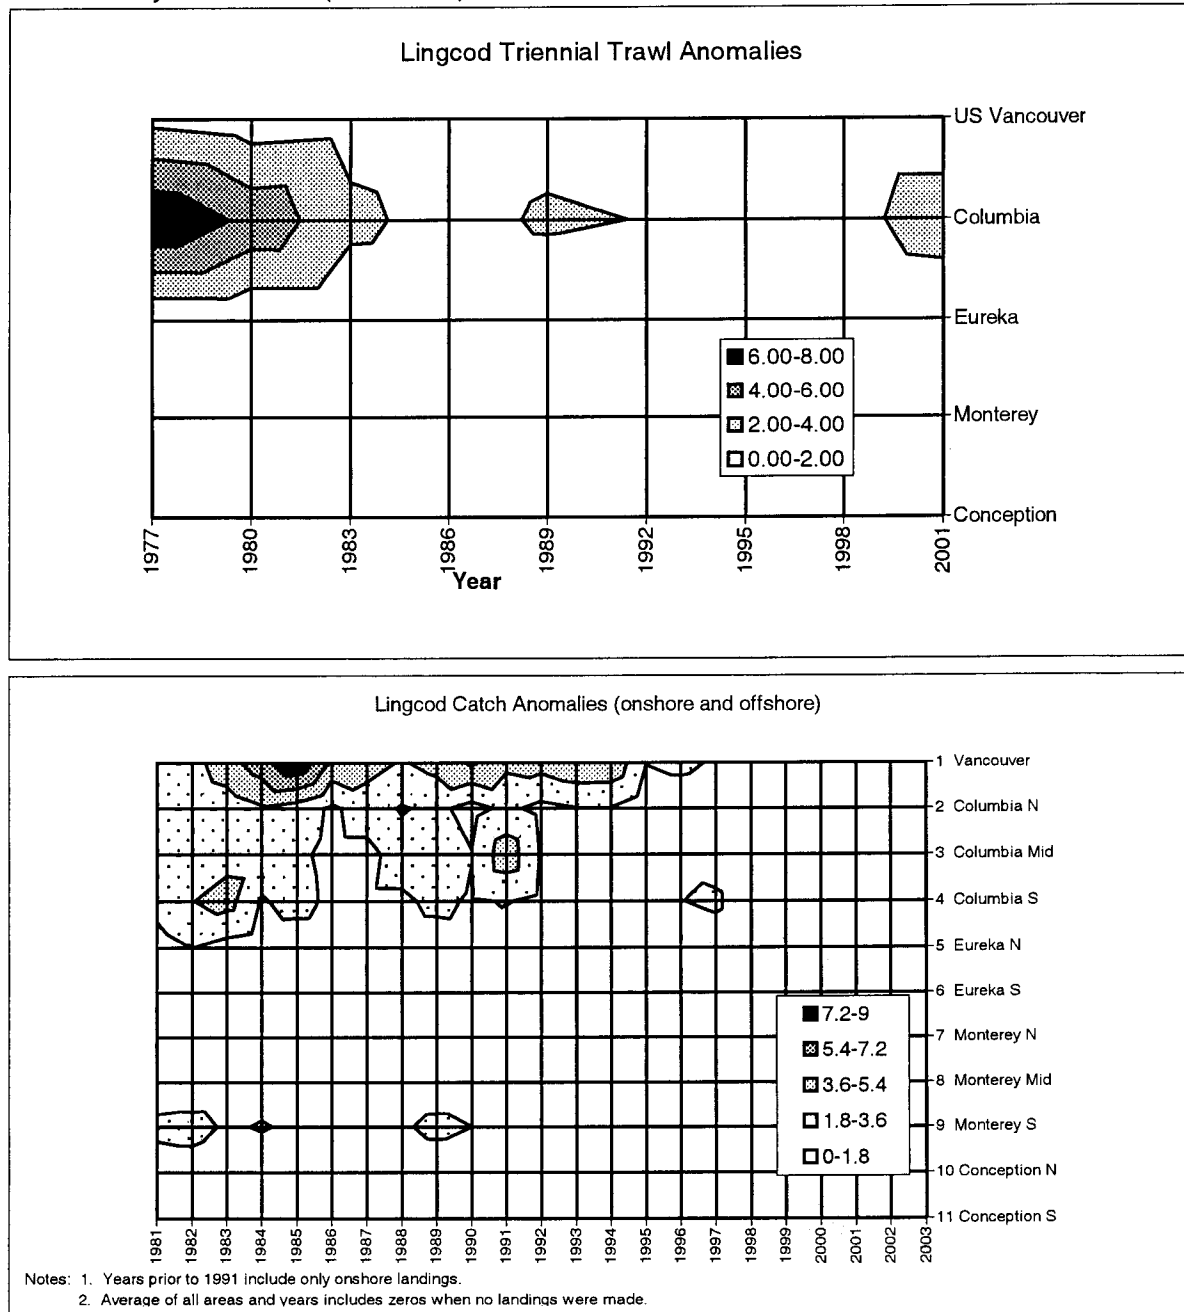 Lingcod Triennial Trawl Anomalies
US Vancouver
Columbia
Eureka
Monterey
Conception
6.00-8.00
4.00-6.00
2.00-4.00
0.00-2.00
1977
1980
1983
1986
1989
1992
1995
1998
2001
Year
Lingcod Catch Anomalies (onshore and offshore)
1 Vancouver
2 Columbia N
3 Columbia Mid
4 Columbia S
5 Eureka N
6 Eureka S
7 Monterey N
8 Monterey Mid
9 Monterey S
10 Conception N
11 Conception S
7.2-9
5.4-7.2
3.6-5.4
1.8-3.6
0-1.8
1981
1982
1983
1984
1985
1986
1987
1988
1989
1990
1991
1992
1993
1994
1995
1996
1997
1998
1999
2000
2001
2002
2003
Notes: 1. Years prior to 1991 include only onshore landings.
2. Average of all areas and years includes zeros when no landings were made.